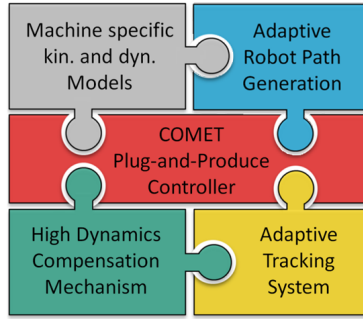 Machine specific
kin. and dyn.
Models
Adaptive
Robot Path
Generation
COMET
Plug-and-Produce
Controller
High Dynamics
Compensation
Mechanism
Adaptive
Tracking
System